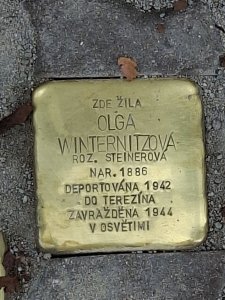 ZDE ŽILA
OLGA
WINTERNITZOVÁ
ROZ. STEINEROVÁ
NAR. 1886
DEPORTOVÁNA 1942
DO TEREZÍNA
ZAVRAŽDĚNA 1944
V OSVĚTIMI